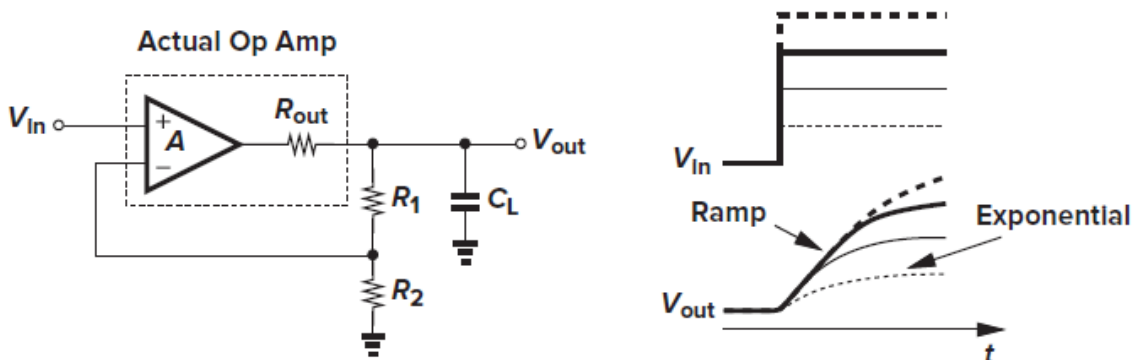 Actual Op Amp
V_in
+
A
−
R_out
V_out
R_1
C_L
R_2
V_in
Ramp
Exponential
V_out
t